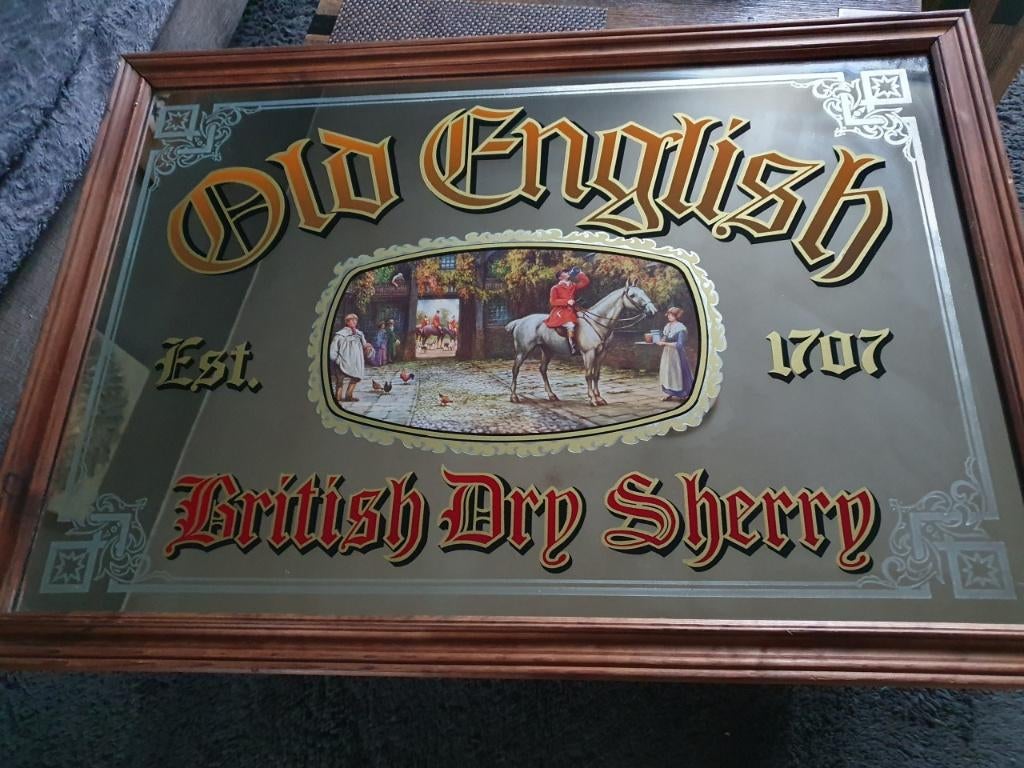 Old English
Est. 1707
British Dry Sherry